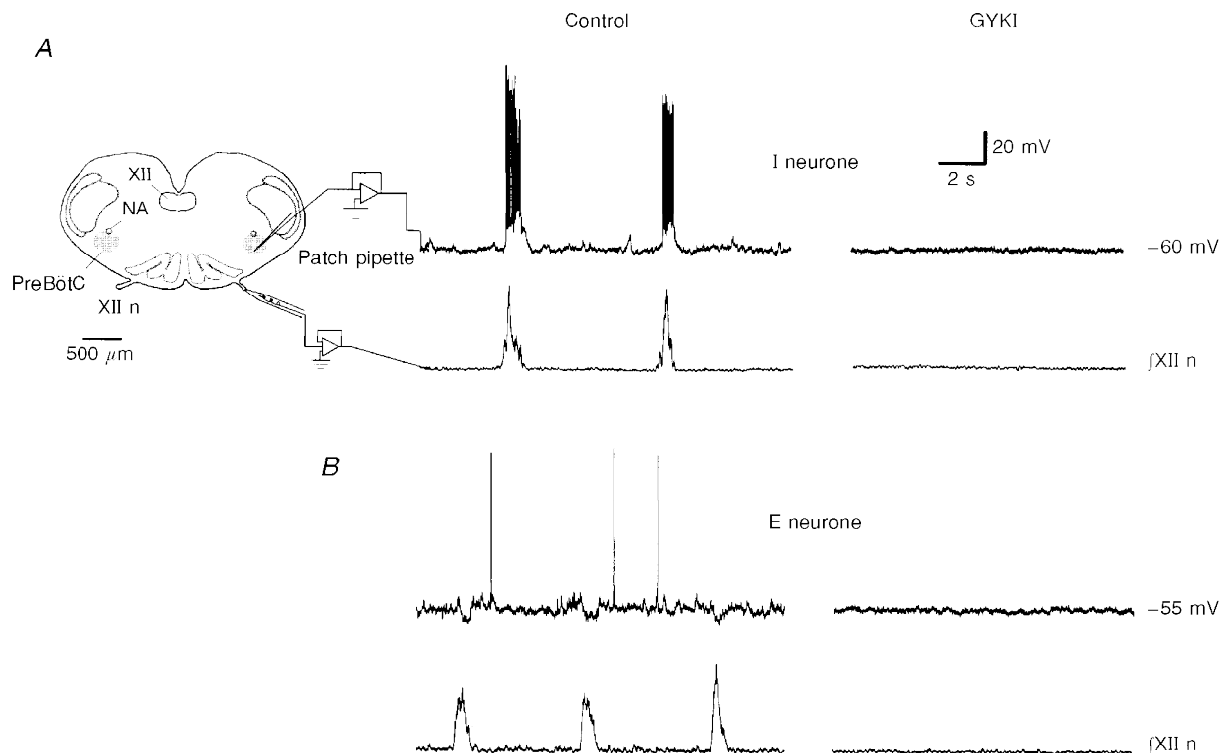 A
Control
GYKI
I neurone
20 mV
2 s
XII
NA
PreBötC
XII n
500 μm
Patch pipette
−60 mV
∫XII n
B
E neurone
−55 mV
∫XII n